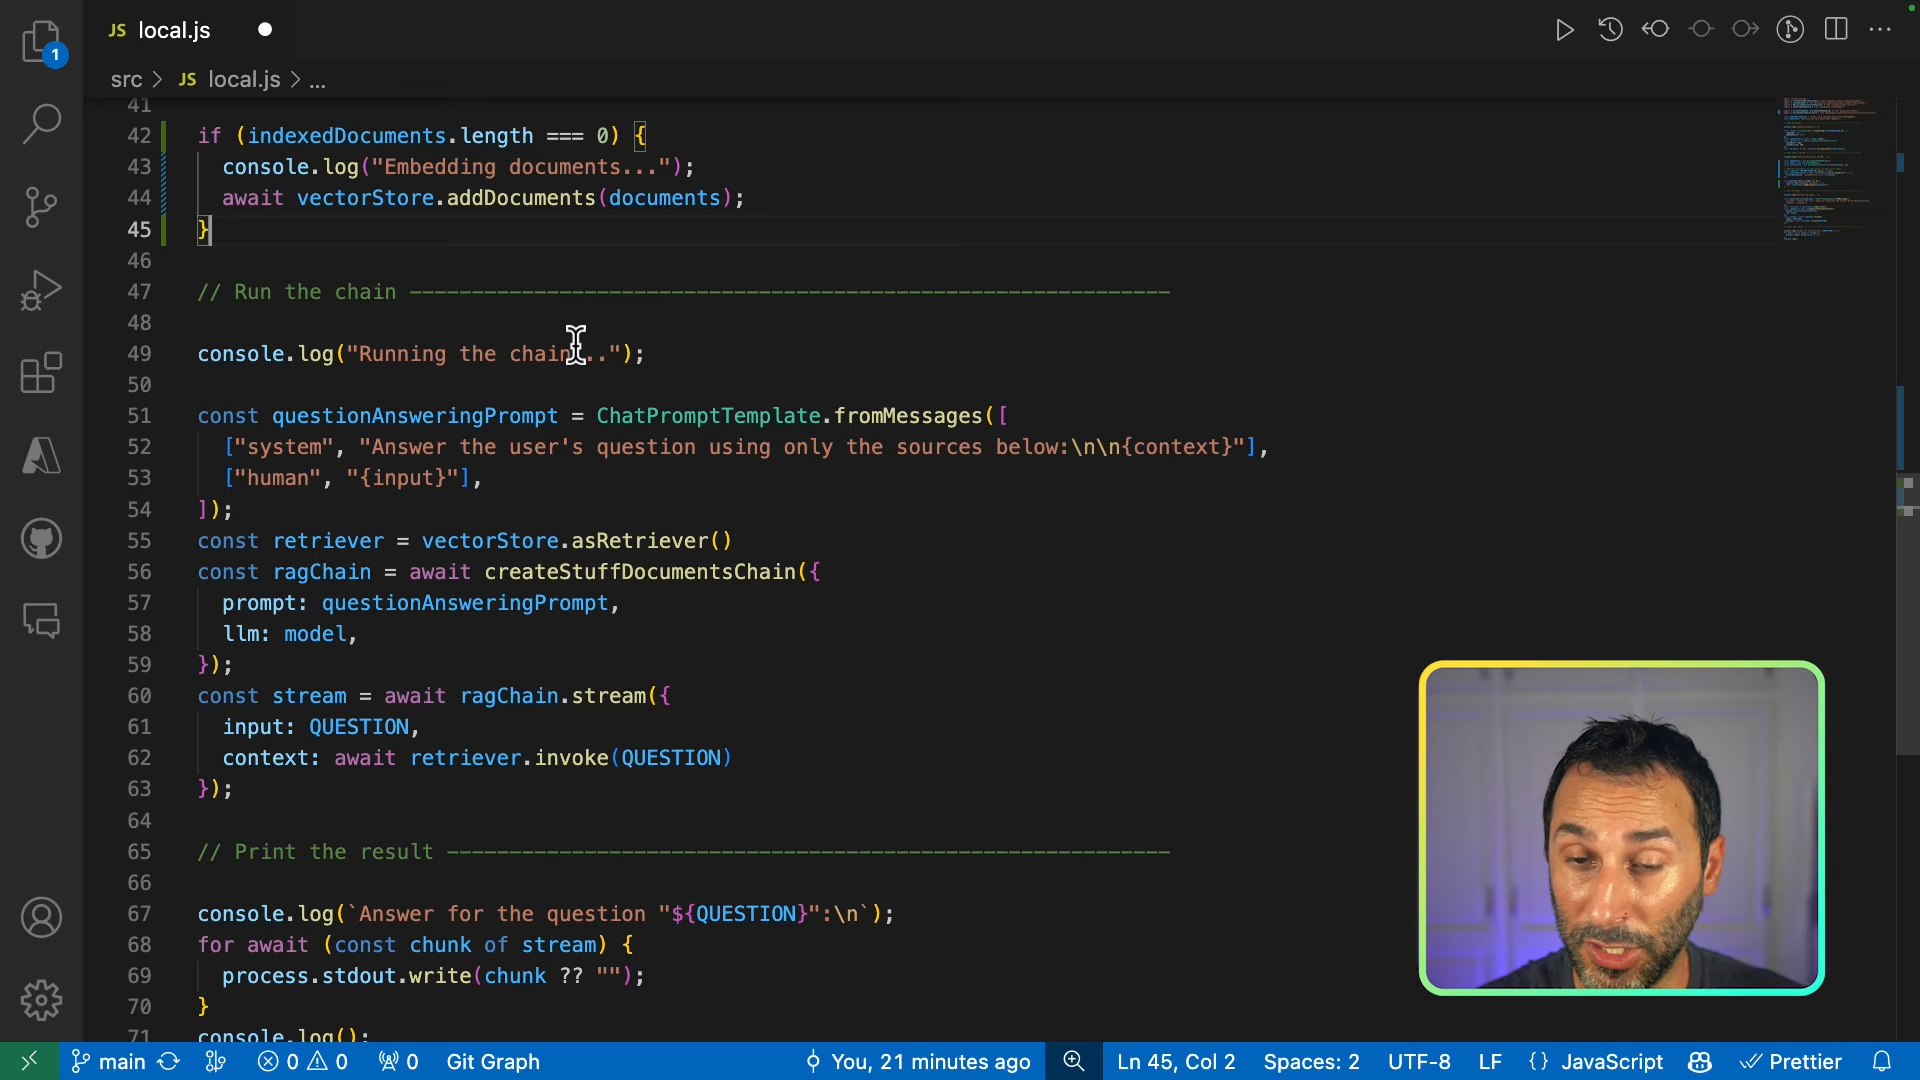 JS local.js
1
src > JS local.js > ...
41
42 if (indexedDocuments.length === 0) {
43 console.log("Embedding documents...");
44 await vectorStore.addDocuments(documents);
45 }
46
47 // Run the chain
48
49 console.log("Running the chain...");
50
51 const questionAnsweringPrompt = ChatPromptTemplate.fromMessages([
52 ["system", "Answer the user's question using only the sources below:\n\n{context}"],
53 ["human", "{input}"],
54 ]);
55 const retriever = vectorStore.asRetriever()
56 const ragChain = await createStuffDocumentsChain({
57 prompt: questionAnsweringPrompt,
58 llm: model,
59 });
60 const stream = await ragChain.stream({
61 input: QUESTION,
62 context: await retriever.invoke(QUESTION)
63 });
64
65 // Print the result
66
67 console.log(`Answer for the question "${QUESTION}":\n`);
68 for await (const chunk of stream) {
69 process.stdout.write(chunk ?? "");
70 }
71 console.log();
main 0 0 0 Git Graph You, 21 minutes ago Ln 45, Col 2 Spaces: 2 UTF-8 LF {} JavaScript Prettier